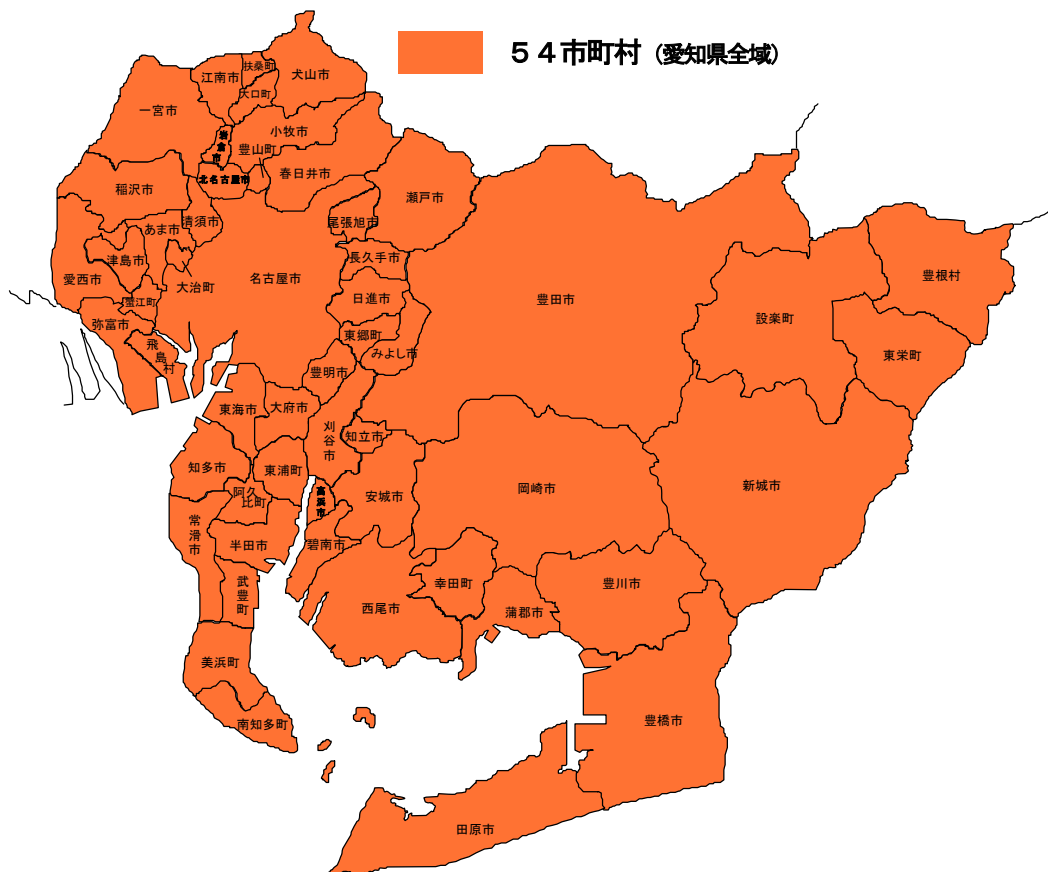 ５４市町村（愛知県全域）
扶桑町
江南市
犬山市
大口町
一宮市
小牧市
岩
倉
市
豊山町
春日井市
北名古屋市
稲沢市
瀬戸市
清須市
尾張旭市
あま市
津島市
長久手市
愛西市
大治町
名古屋市
豊根村
日進市
豊田市
蟹江町
設楽町
弥富市
東郷町
飛
島
村
みよし市
東栄町
豊明市
東海市
大府市
刈
谷
市
知立市
知多市
東浦町
新城市
岡崎市
阿久
比町
高
浜
市
安城市
常
滑
市
半田市
碧南市
武
豊
町
幸田町
豊川市
西尾市
蒲郡市
美浜町
南知多町
豊橋市
田原市